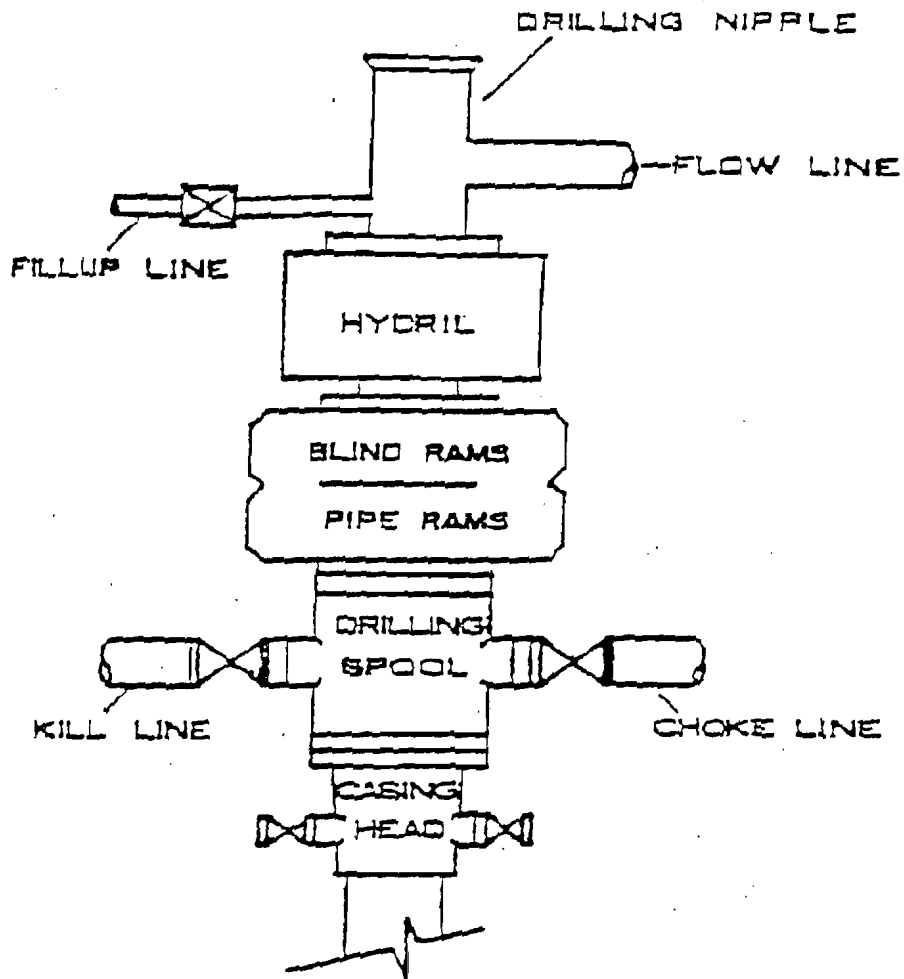 DRILLING NIPPLE
FLOW LINE
FILLUP LINE
HYDRIL
BLIND RAMS
PIPE RAMS
DRILLING
SPOOL
KILL LINE
CHOKE LINE
CASING
HEAD